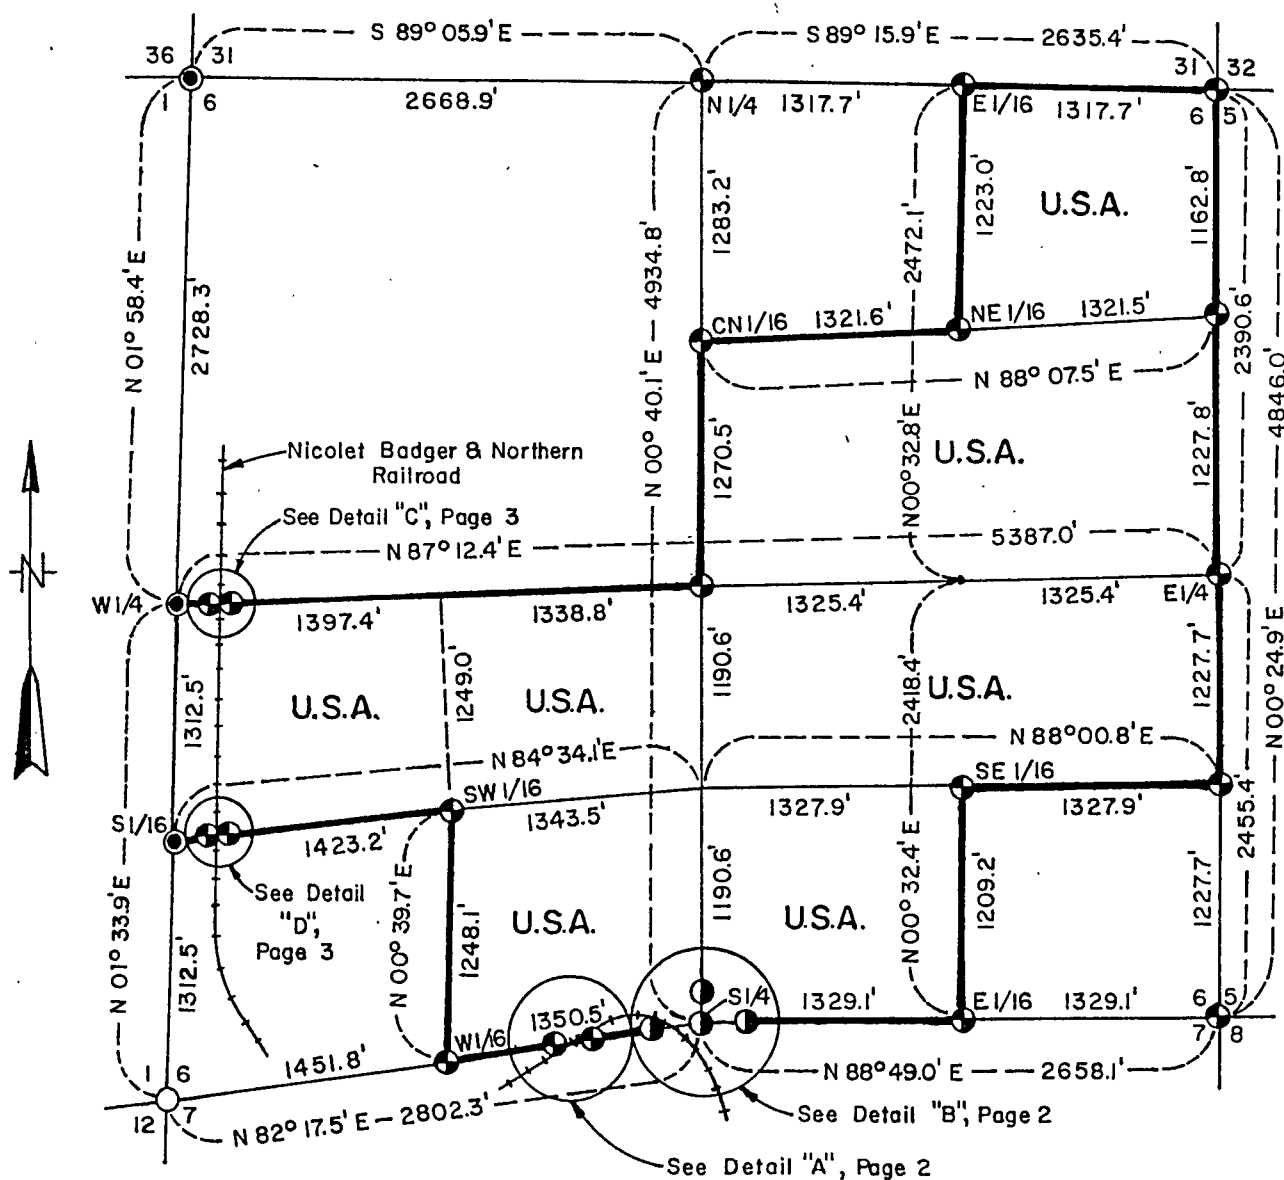 S 89° 05.9' E
S 89° 15.9' E
2635.4'
36 31
1 6
2668.9'
N 1/4
1317.7'
E 1/16
1317.7'
31 32
6 5
N 01° 58.4' E
2728.3'
N 00° 40.1' E
4934.8'
1283.2'
2472.1'
1223.0'
U.S.A.
1162.8'
2390.6'
4846.0'
CN 1/16
1321.6'
NE 1/16
1321.5'
N 88° 07.5' E
Nicolet Badger & Northern
Railroad
See Detail "C", Page 3
1270.5'
N 00° 32.8' E
U.S.A.
1227.8'
N 87° 12.4' E
5387.0'
W 1/4
1397.4'
1338.8'
1325.4'
1325.4'
E 1/4
1312.5'
U.S.A.
1249.0'
U.S.A.
1190.6'
2418.4'
U.S.A.
1227.7'
N 00° 24.9' E
N
N 84° 34.1' E
N 88° 00.8' E
S 1/16
SW 1/16
SE 1/16
1423.2'
1343.5'
1327.9'
1327.9'
2455.4'
See Detail
"D",
Page 3
N 01° 33.9' E
1312.5'
N 00° 39.7' E
1248.1'
U.S.A.
1190.6'
U.S.A.
N 00° 32.4' E
1209.2'
1227.7'
S 1/4
1350.5'
W 1/16
1329.1'
E 1/16
1329.1'
6 5
7 8
1 6
12 7
1451.8'
N 82° 17.5' E
2802.3'
N 88° 49.0' E
2658.1'
See Detail "B", Page 2
See Detail "A", Page 2